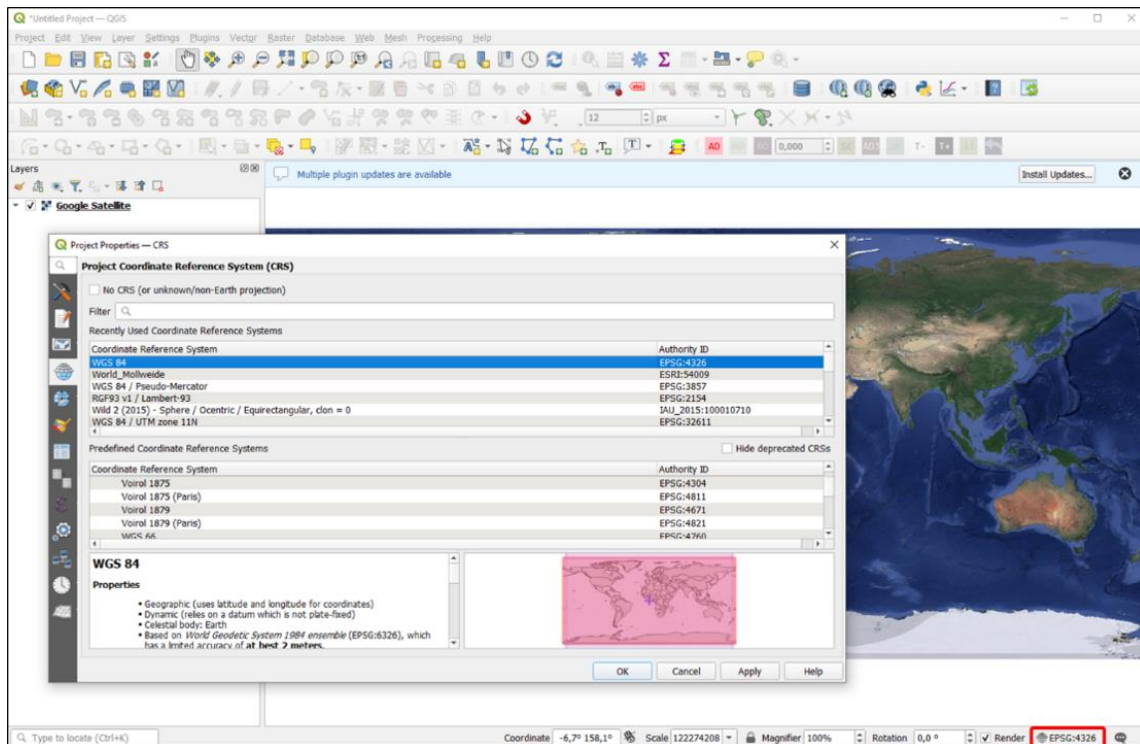 *Untitled Project — QGIS
Project Edit View Layer Settings Plugins Vector Raster Database Web Mesh Processing Help
12 px
0,000
Layers
Multiple plugin updates are available Install Updates...
Google Satellite
Project Properties — CRS
Project Coordinate Reference System (CRS)
No CRS (or unknown/non-Earth projection)
Filter
Recently Used Coordinate Reference Systems
Coordinate Reference System Authority ID
WGS 84 EPSG:4326
World_Mollweide ESRI:54009
WGS 84 / Pseudo-Mercator EPSG:3857
RGF93 v1 / Lambert-93 EPSG:2154
Wild 2 (2015) - Sphere / Ocentric / Equirectangular, clon = 0 IAU_2015:100010710
WGS 84 / UTM zone 11N EPSG:32611
Predefined Coordinate Reference Systems Hide deprecated CRSs
Coordinate Reference System Authority ID
Voirol 1875 EPSG:4304
Voirol 1875 (Paris) EPSG:4811
Voirol 1879 EPSG:4671
Voirol 1879 (Paris) EPSG:4821
WGS 66 EPSG:4760
WGS 84
Properties
• Geographic (uses latitude and longitude for coordinates)
• Dynamic (relies on a datum which is not plate-fixed)
• Celestial body: Earth
• Based on World Geodetic System 1984 ensemble (EPSG:6326), which
has a limited accuracy of at best 2 meters.
OK Cancel Apply Help
Type to locate (Ctrl+K) Coordinate -6,7° 158,1° Scale 122274208 Magnifier 100% Rotation 0,0 ° Render EPSG:4326